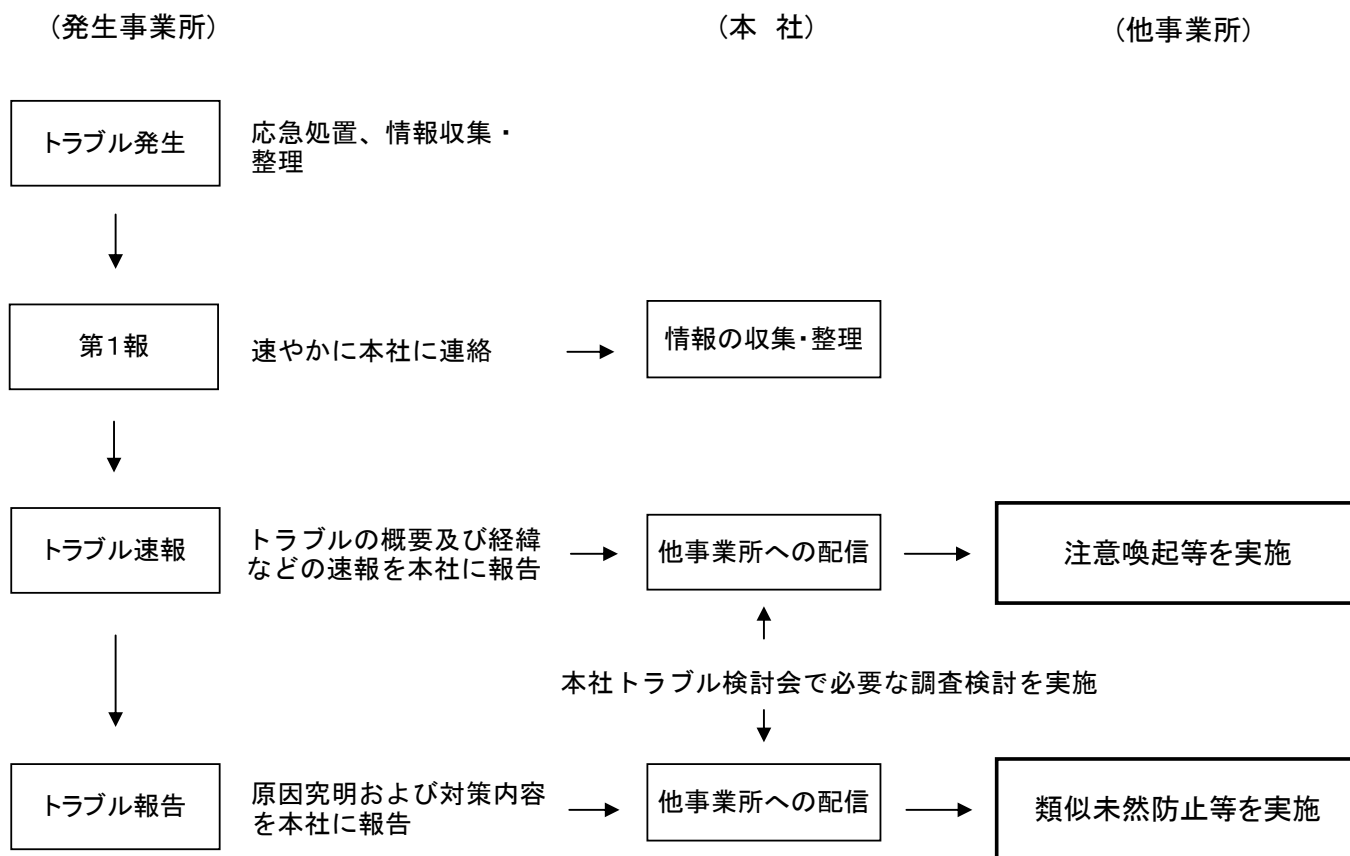 (発生事業所)
(本 社)
(他事業所)
トラブル発生
応急処置、情報収集・
整理
第1報
速やかに本社に連絡
情報の収集・整理
トラブル速報
トラブルの概要及び経緯
などの速報を本社に報告
他事業所への配信
注意喚起等を実施
本社トラブル検討会で必要な調査検討を実施
トラブル報告
原因究明および対策内容
を本社に報告
他事業所への配信
類似未然防止等を実施